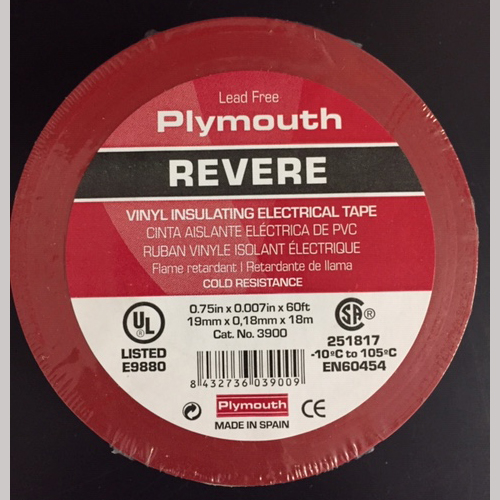 Lead Free
Plymouth
REVERE
VINYL INSULATING ELECTRICAL TAPE
CINTA AISLANTE ELÉCTRICA DE PVC
RUBAN VINYLE ISOLANT ÉLECTRIQUE
Flame retardant | Retardante de llama
COLD RESISTANCE
0.75in x 0.007in x 60ft
19mm x 0,18mm x 18m
Cat. No. 3900
UL
LISTED
E9880
SA
251817
-10ºC to 105ºC
EN60454
8 432736 039009
Plymouth
CE
MADE IN SPAIN